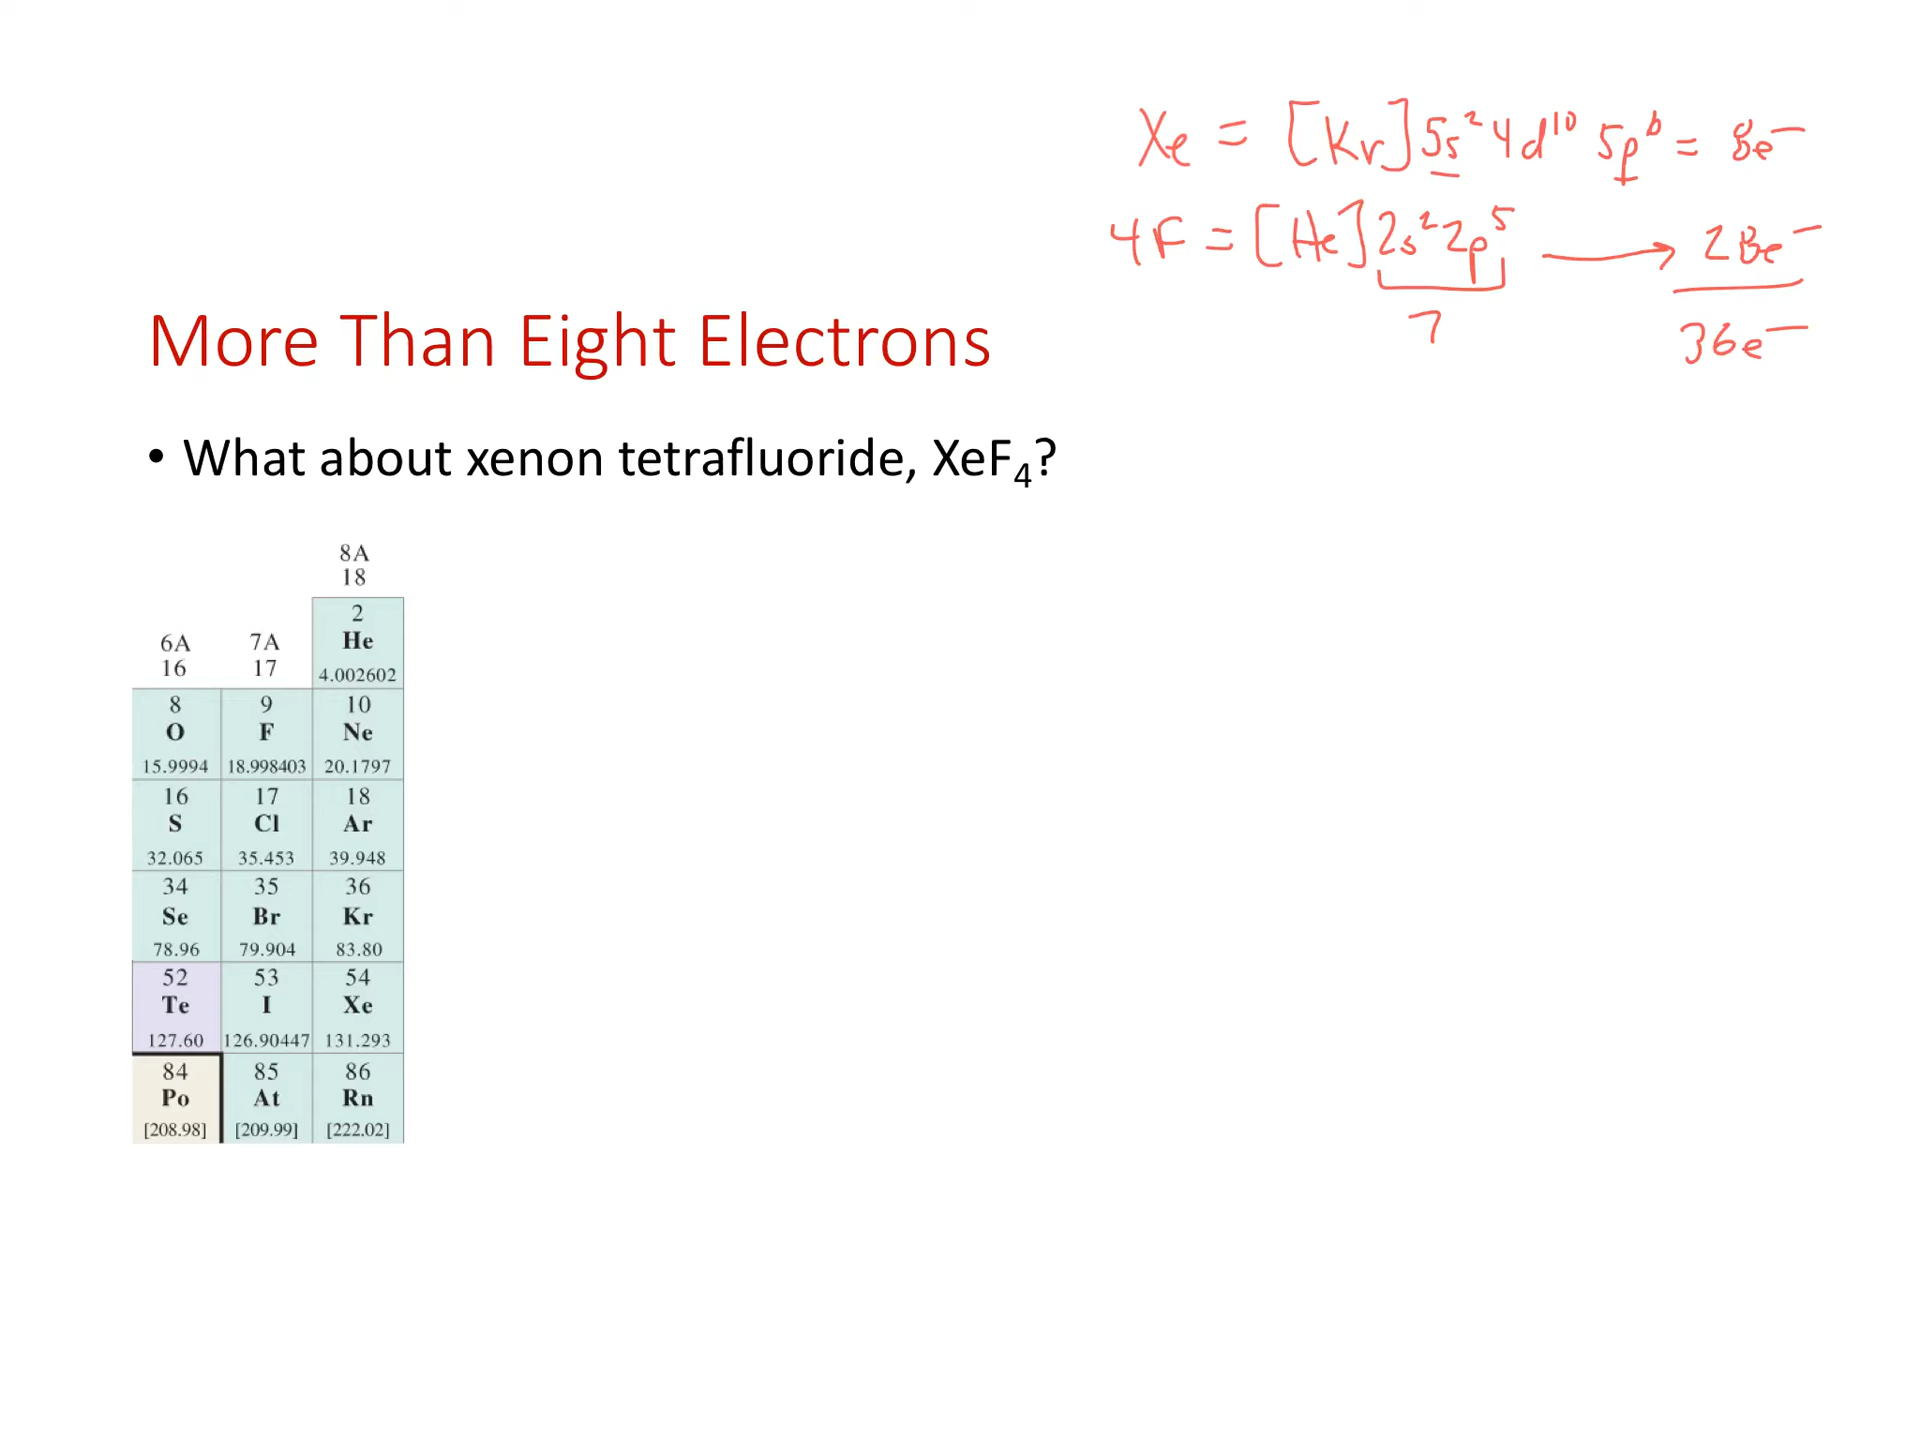 Xe = [Kr]5s² 4d¹⁰ 5p⁶ = 8e⁻
4F = [He]2s² 2p⁵ ⟶ 28e⁻
7
36e⁻
More Than Eight Electrons
• What about xenon tetrafluoride, XeF₄?
8A
18
6A 7A
16 17
2
He
4.002602
8 9 10
O F Ne
15.9994 18.998403 20.1797
16 17 18
S Cl Ar
32.065 35.453 39.948
34 35 36
Se Br Kr
78.96 79.904 83.80
52 53 54
Te I Xe
127.60 126.90447 131.293
84 85 86
Po At Rn
[208.98] [209.99] [222.02]